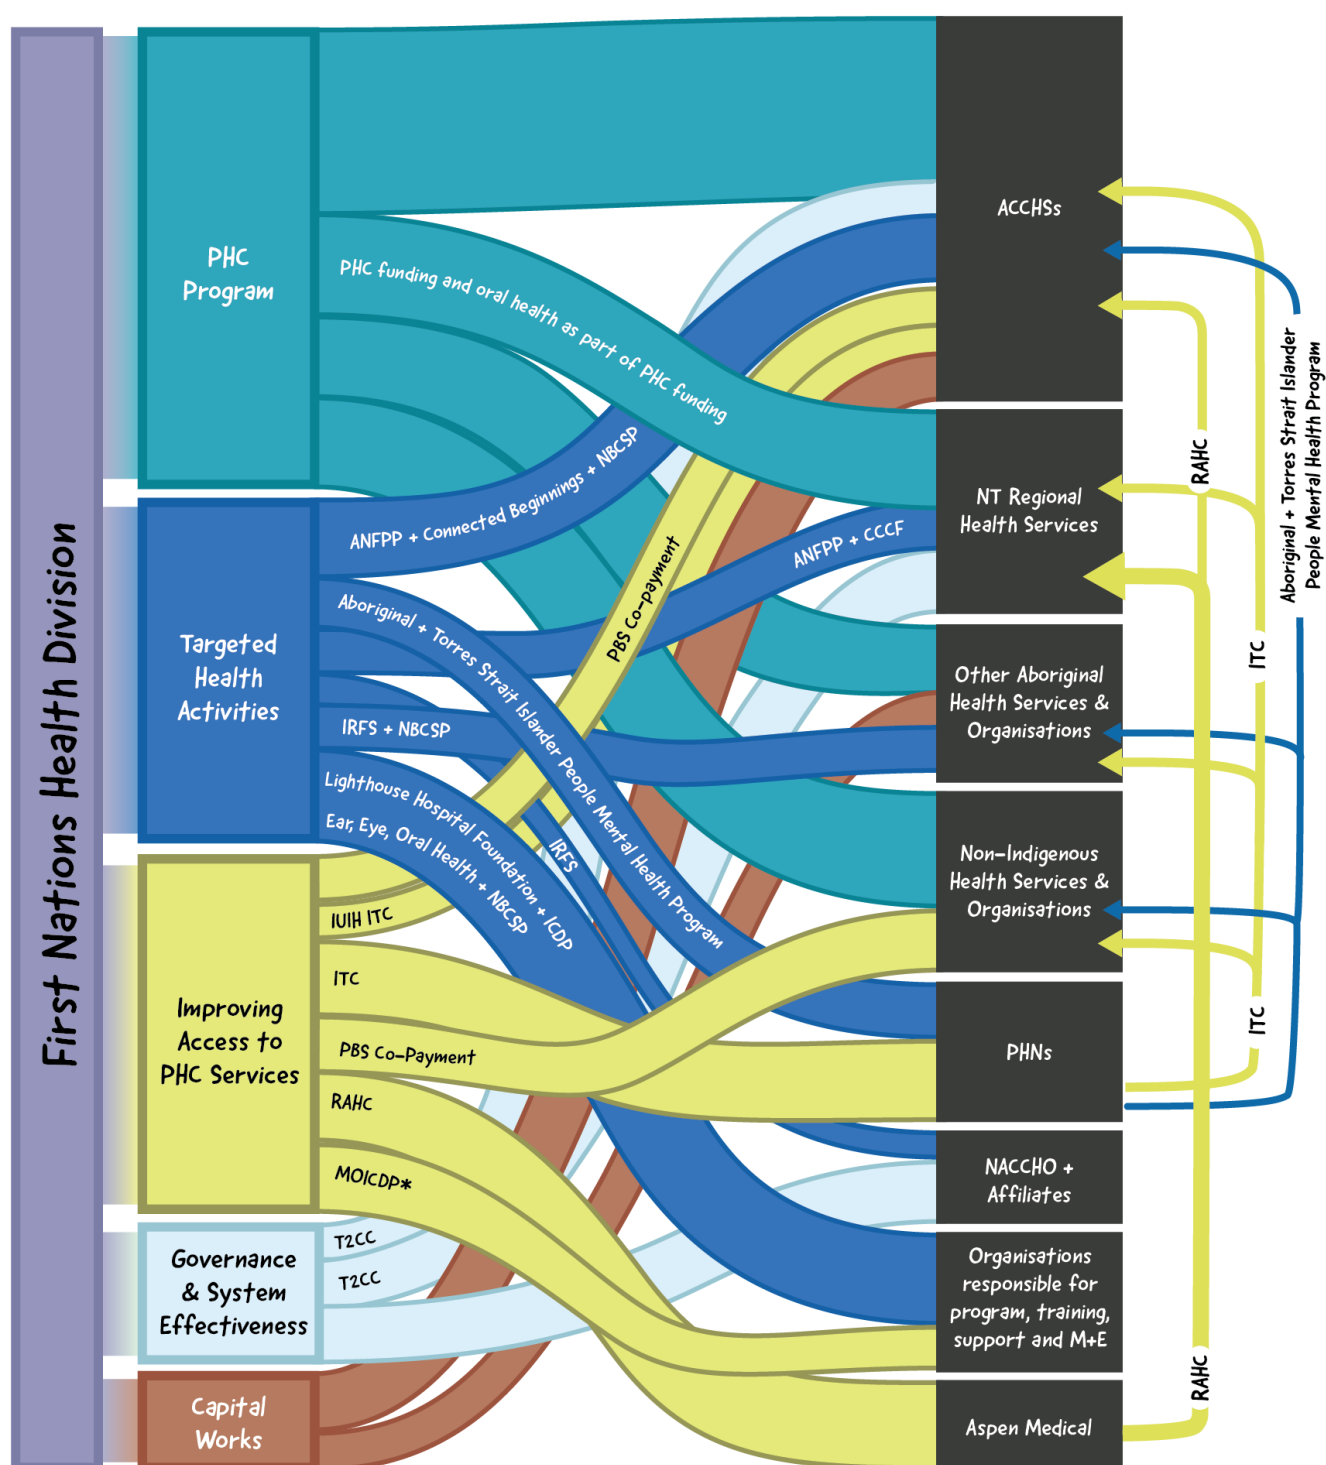 First Nations Health Division
PHC
Program
Targeted
Health
Activities
Improving
Access to
PHC Services
Governance
& System
Effectiveness
Capital
Works
PHC funding and oral health as part of PHC funding
ANFPP + Connected Beginnings + NBCSP
Aboriginal + Torres Strait Islander People Mental Health Program
ANFPP + CCCF
IRFS + NBCSP
IRFS
Lighthouse Hospital Foundation + ICDP
Ear, Eye, Oral Health + NBCSP
PBS Co-payment
IUIH ITC
ITC
PBS Co-Payment
RAHC
MOICDP*
T2CC
T2CC
ACCHSs
NT Regional
Health Services
Other Aboriginal
Health Services &
Organisations
Non-Indigenous
Health Services &
Organisations
PHNs
NACCHO +
Affiliates
Organisations
responsible for
program, training,
support and M+E
Aspen Medical
RAHC
ITC
Aboriginal + Torres Strait Islander
People Mental Health Program
ITC
RAHC